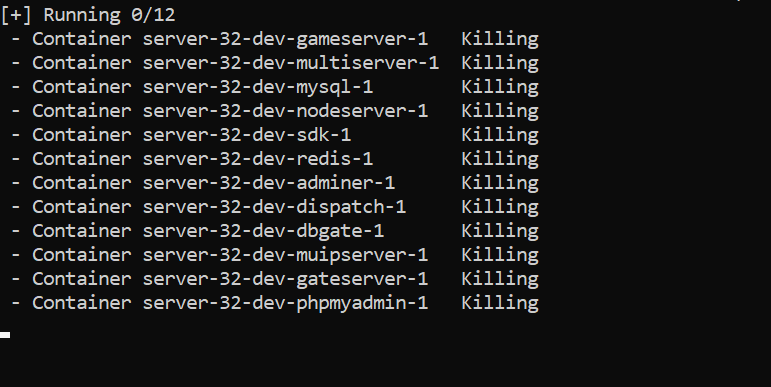 [+] Running 0/12
- Container server-32-dev-gameserver-1 Killing
- Container server-32-dev-multiserver-1 Killing
- Container server-32-dev-mysql-1 Killing
- Container server-32-dev-nodeserver-1 Killing
- Container server-32-dev-sdk-1 Killing
- Container server-32-dev-redis-1 Killing
- Container server-32-dev-adminer-1 Killing
- Container server-32-dev-dispatch-1 Killing
- Container server-32-dev-dbgate-1 Killing
- Container server-32-dev-muipserver-1 Killing
- Container server-32-dev-gateserver-1 Killing
- Container server-32-dev-phpmyadmin-1 Killing